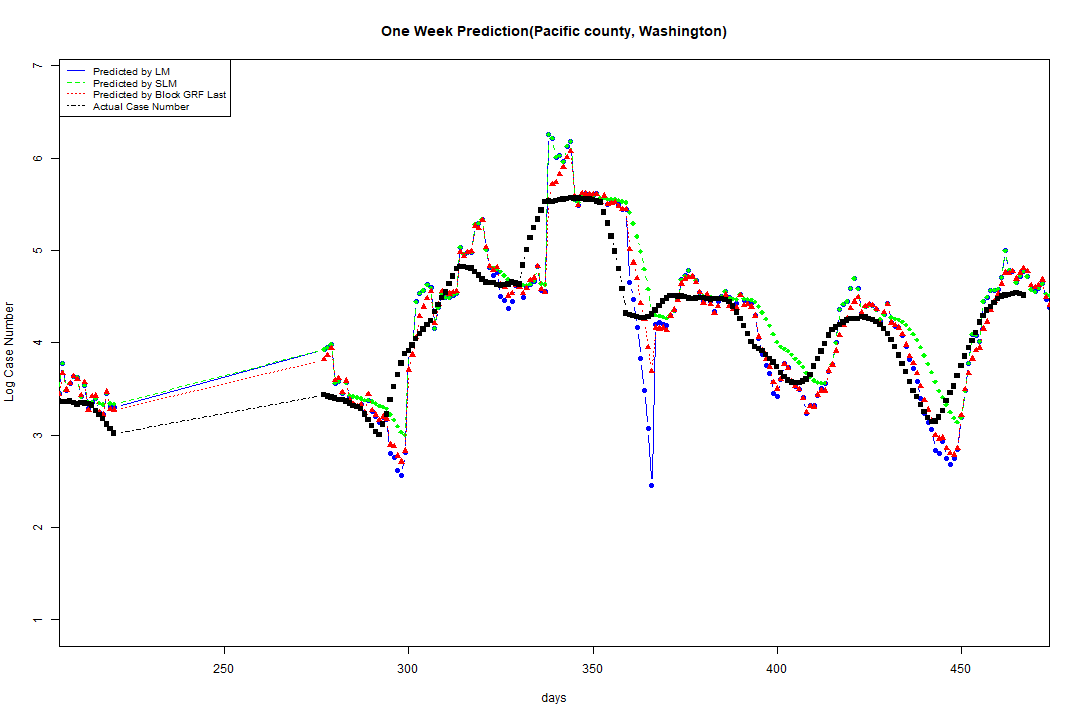 One Week Prediction(Pacific county, Washington)
Predicted by LM
Predicted by SLM
Predicted by Block GRF Last
Actual Case Number
7
6
5
4
3
2
1
Log Case Number
250
300
350
400
450
days